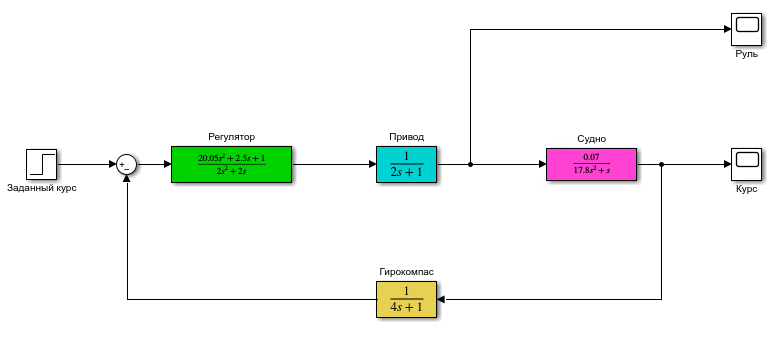 Руль
Регулятор
Привод
Судно
20.05s² + 2.5s + 1
2s² + 2s
1
2s + 1
0.07
17.8s² + s
+
−
Заданный курс
Курс
Гирокомпас
1
4s + 1